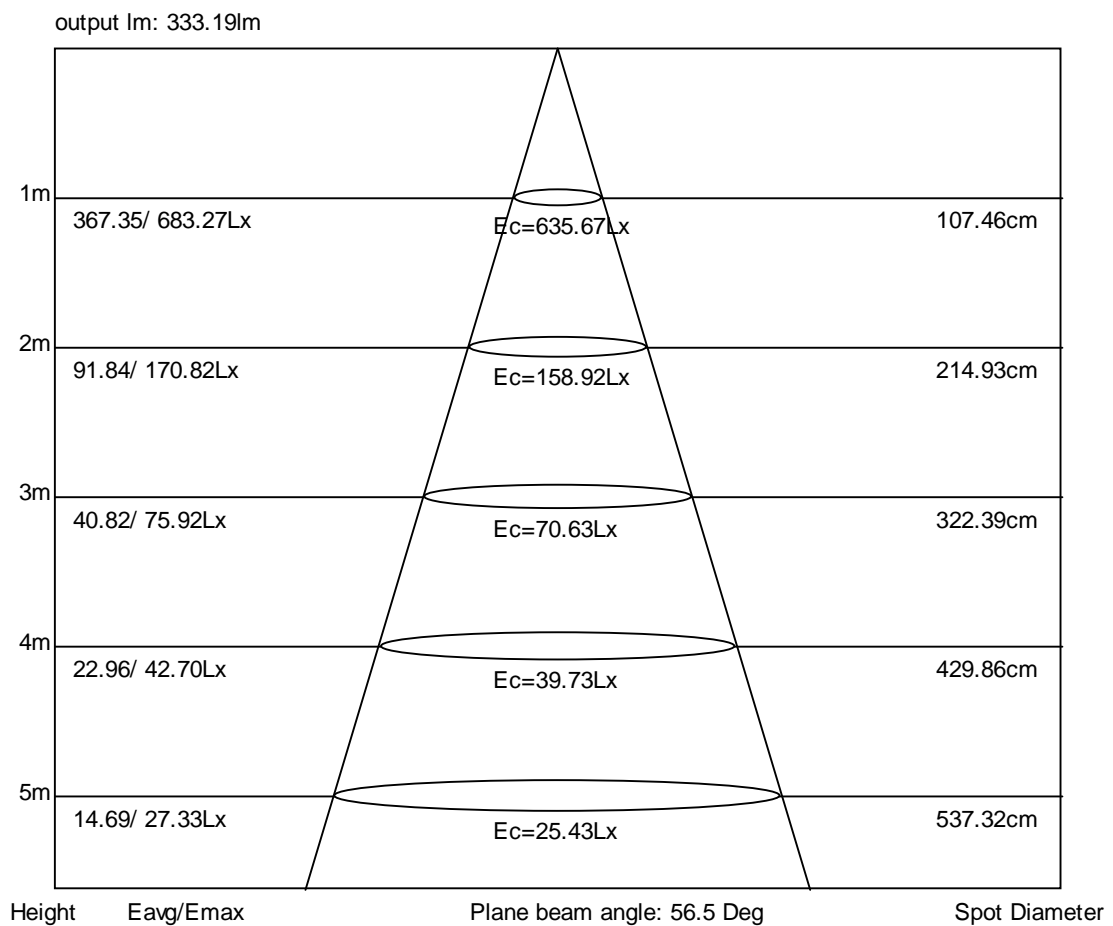 output lm: 333.19lm
1m
367.35/ 683.27Lx
Ec=635.67Lx
107.46cm
2m
91.84/ 170.82Lx
Ec=158.92Lx
214.93cm
3m
40.82/ 75.92Lx
Ec=70.63Lx
322.39cm
4m
22.96/ 42.70Lx
Ec=39.73Lx
429.86cm
5m
14.69/ 27.33Lx
Ec=25.43Lx
537.32cm
Height Eavg/Emax Plane beam angle: 56.5 Deg Spot Diameter